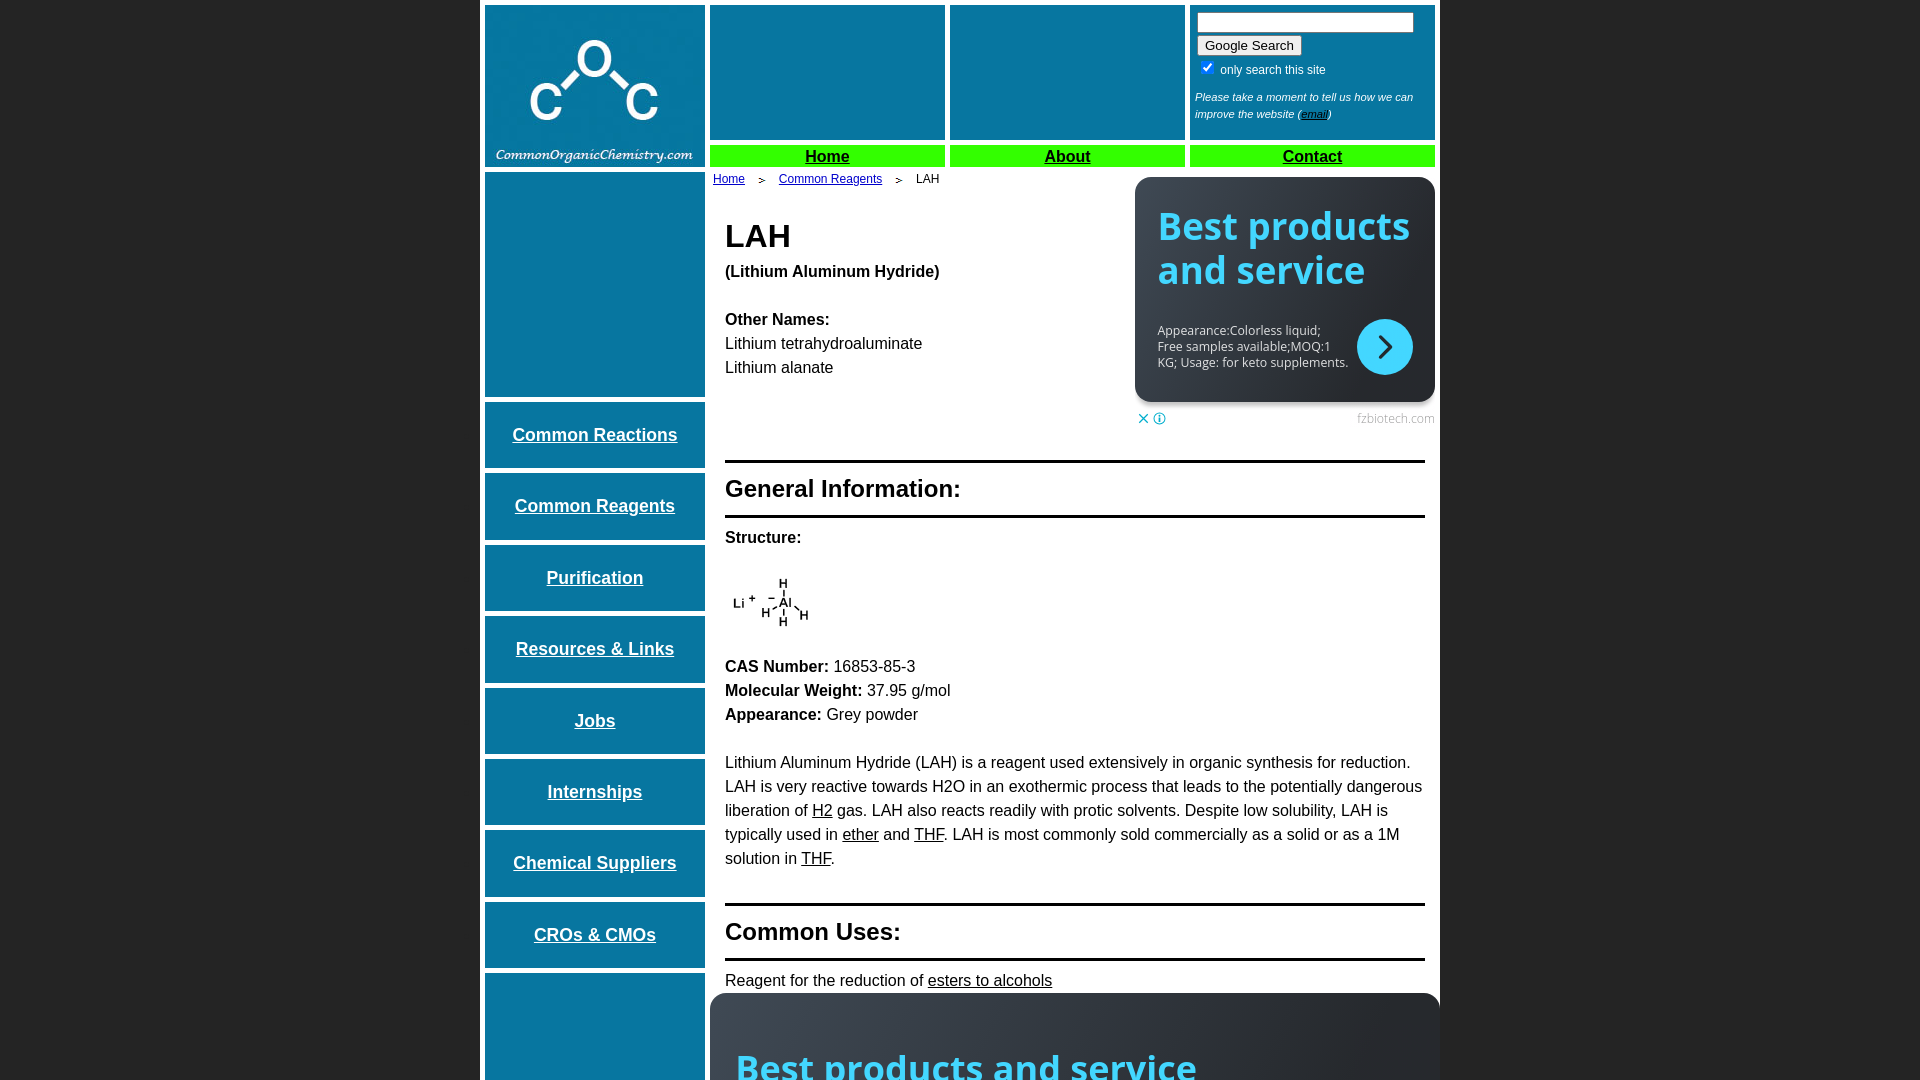 O
C C
CommonOrganicChemistry.com
Google Search
only search this site
Please take a moment to tell us how we can
improve the website (email)
Home
About
Contact
Home > Common Reagents > LAH
LAH
(Lithium Aluminum Hydride)
Other Names:
Lithium tetrahydroaluminate
Lithium alanate
Best products
and service
Appearance:Colorless liquid;
Free samples available;MOQ:1
KG; Usage: for keto supplements.
fzbiotech.com
Common Reactions
Common Reagents
Purification
Resources & Links
Jobs
Internships
Chemical Suppliers
CROs & CMOs
General Information:
Structure:
H
Li + − Al
H H
H
CAS Number: 16853-85-3
Molecular Weight: 37.95 g/mol
Appearance: Grey powder
Lithium Aluminum Hydride (LAH) is a reagent used extensively in organic synthesis for reduction.
LAH is very reactive towards H2O in an exothermic process that leads to the potentially dangerous
liberation of H2 gas. LAH also reacts readily with protic solvents. Despite low solubility, LAH is
typically used in ether and THF. LAH is most commonly sold commercially as a solid or as a 1M
solution in THF.
Common Uses:
Reagent for the reduction of esters to alcohols
Best products and service